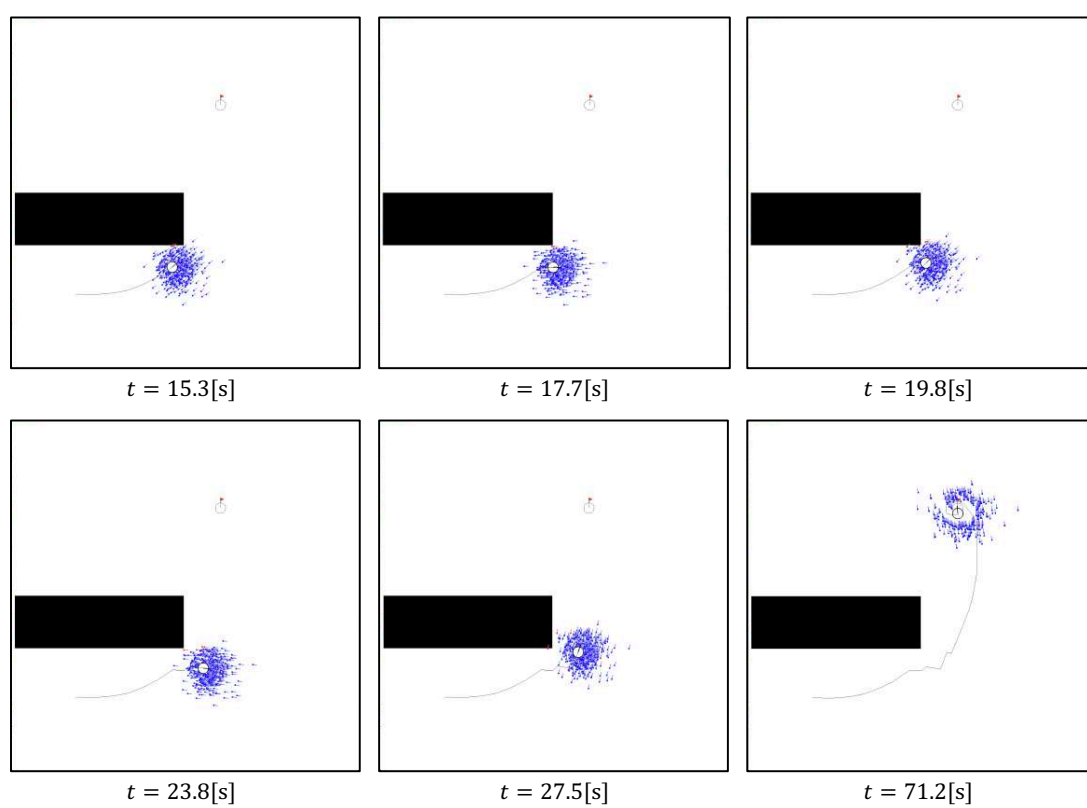 t = 15.3[s]
t = 17.7[s]
t = 19.8[s]
t = 23.8[s]
t = 27.5[s]
t = 71.2[s]